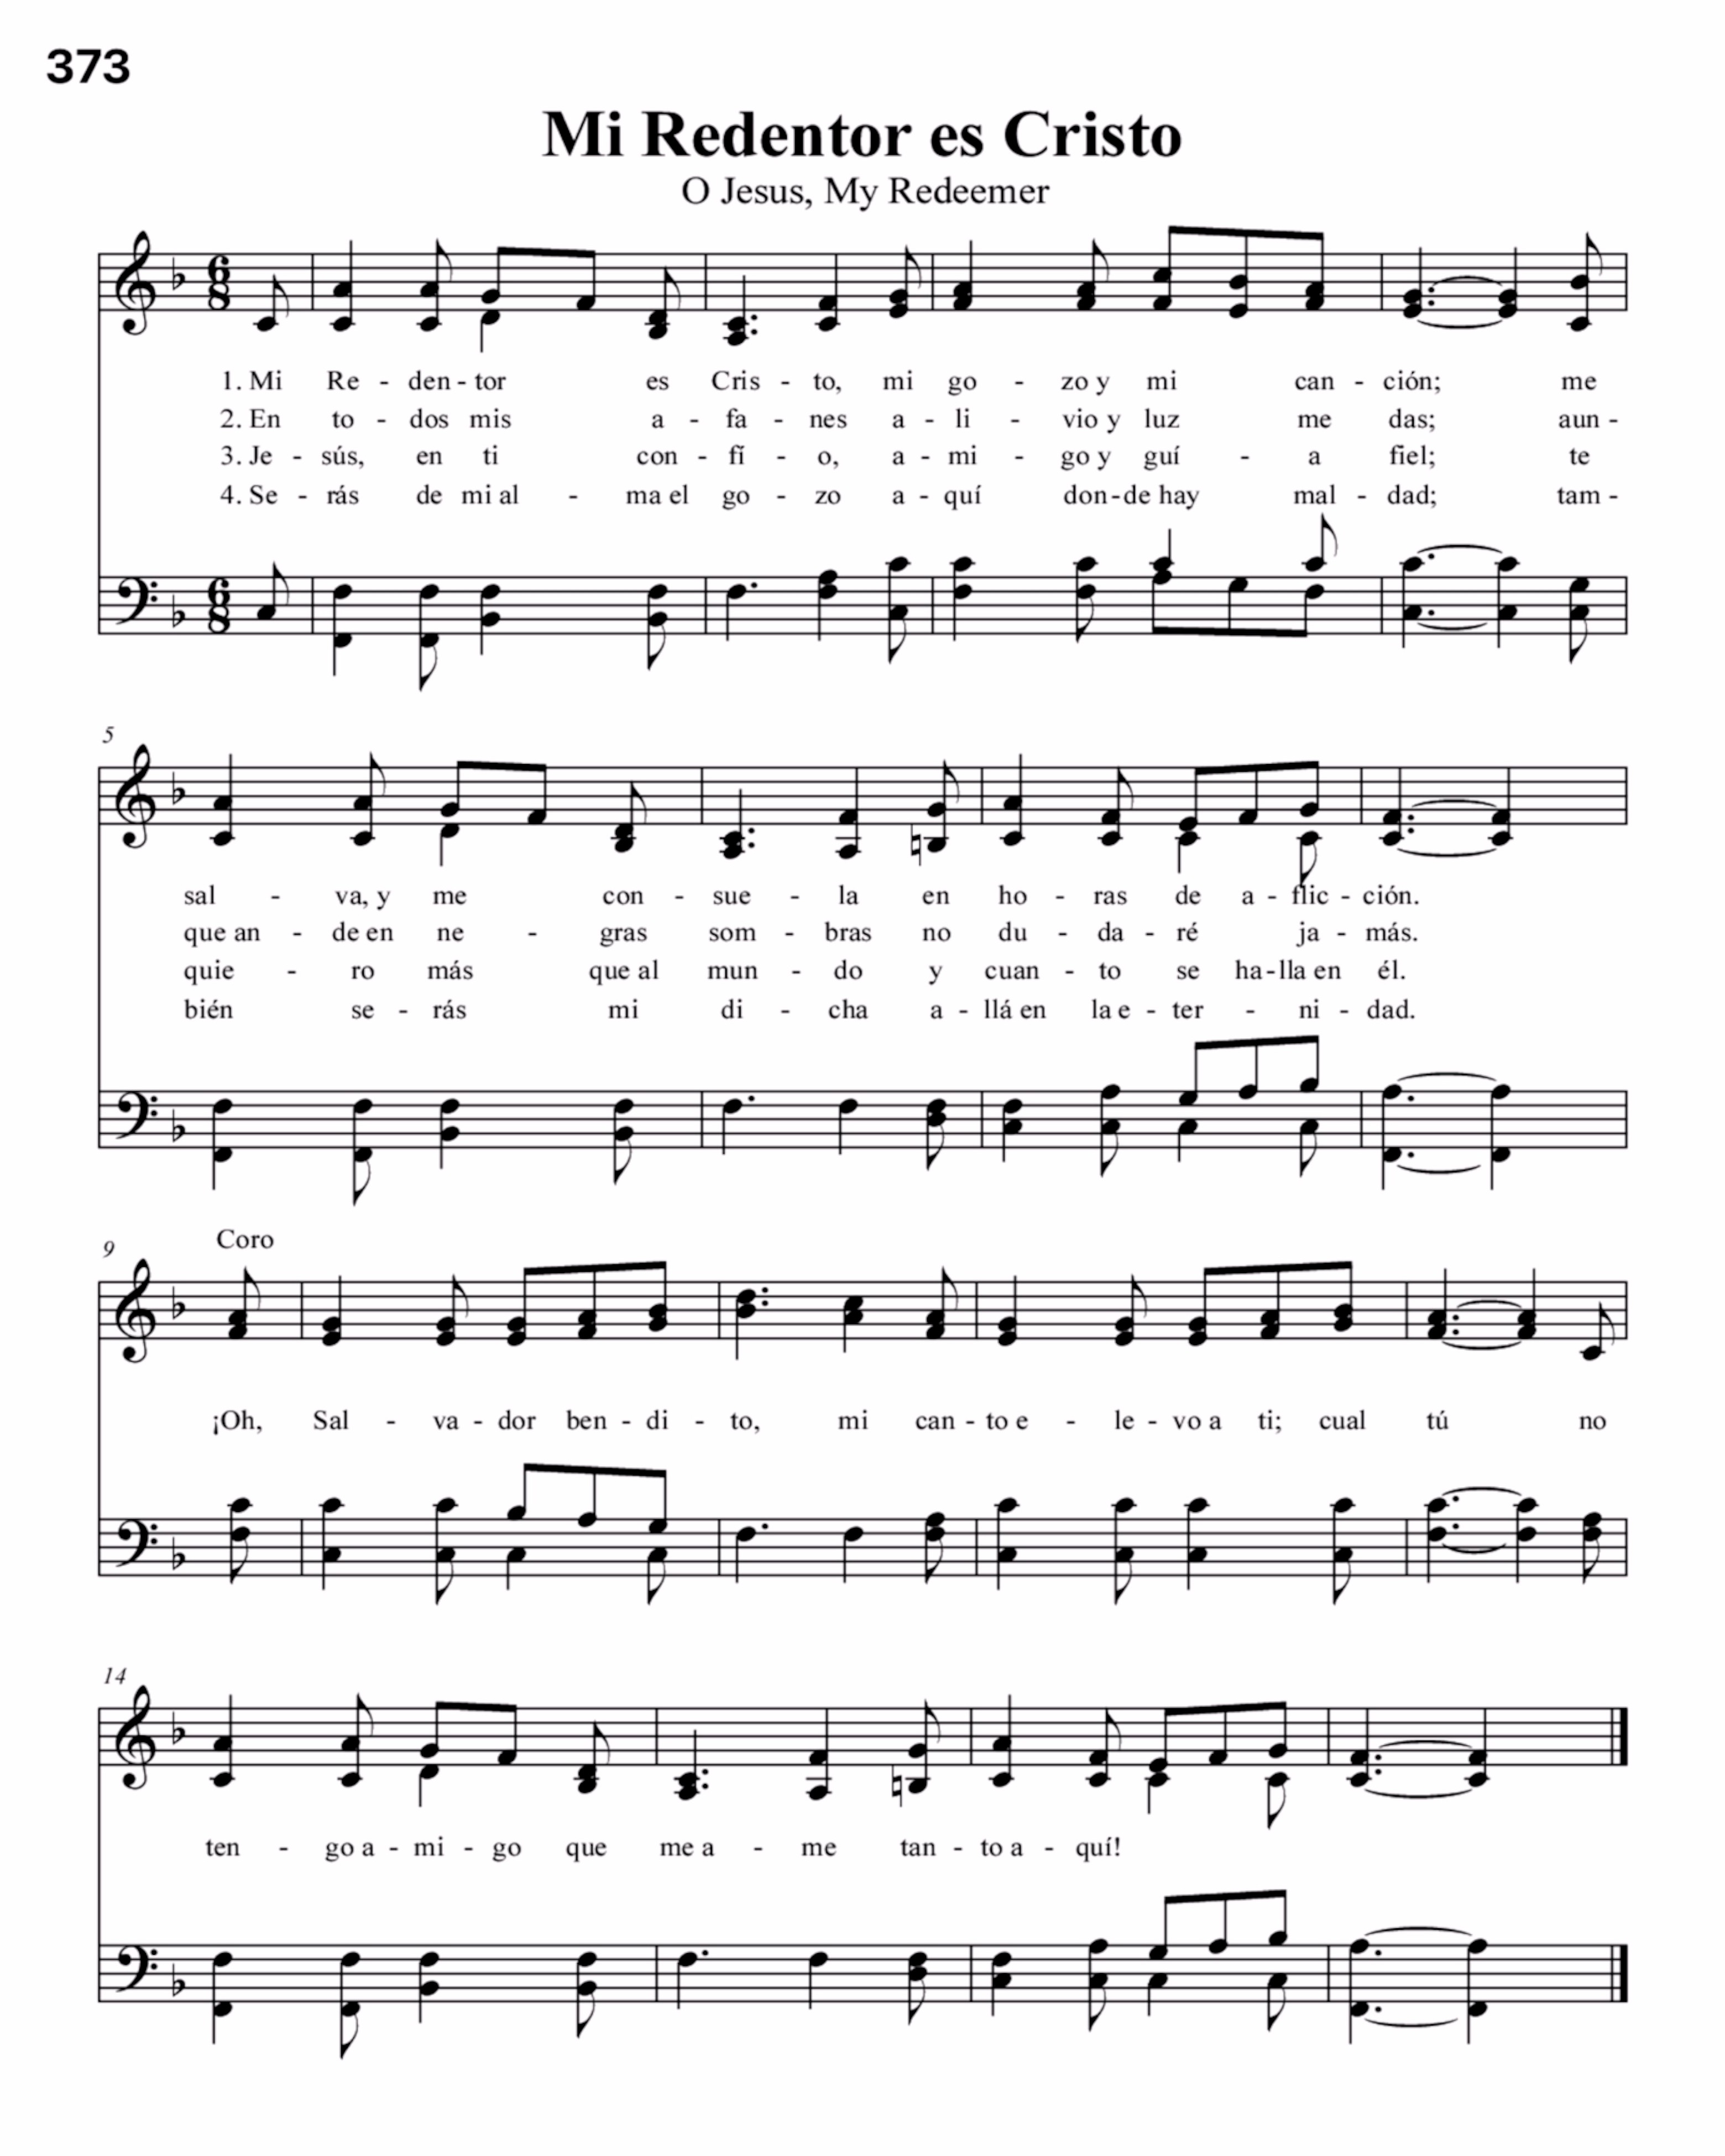 373
Mi Redentor es Cristo
O Jesus, My Redeemer
1. Mi Re - den - tor es Cris - to, mi go - zo y mi can - ción; me
2. En to - dos mis a - fa - nes a - li - vio y luz me das; aun -
3. Je - sús, en ti con - fí - o, a - mi - go y guí - a fiel; te
4. Se - rás de mi al - ma el go - zo a - quí don - de hay mal - dad; tam -
5
sal - va, y me con - sue - la en ho - ras de a - flic - ción.
que an - de en ne - gras som - bras no du - da - ré ja - más.
quie - ro más que al mun - do y cuan - to se ha - lla en él.
bién se - rás mi di - cha a - llá en la e - ter - ni - dad.
9 Coro
¡Oh, Sal - va - dor ben - di - to, mi can - to e - le - vo a ti; cual tú no
14
ten - go a - mi - go que me a - me tan - to a - quí!